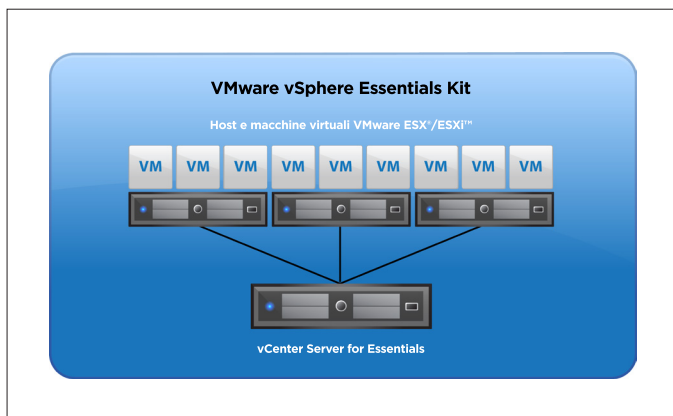 VMware vSphere Essentials Kit
Host e macchine virtuali VMware ESX®/ESXi™
VM VM VM VM VM VM VM VM VM
vCenter Server for Essentials